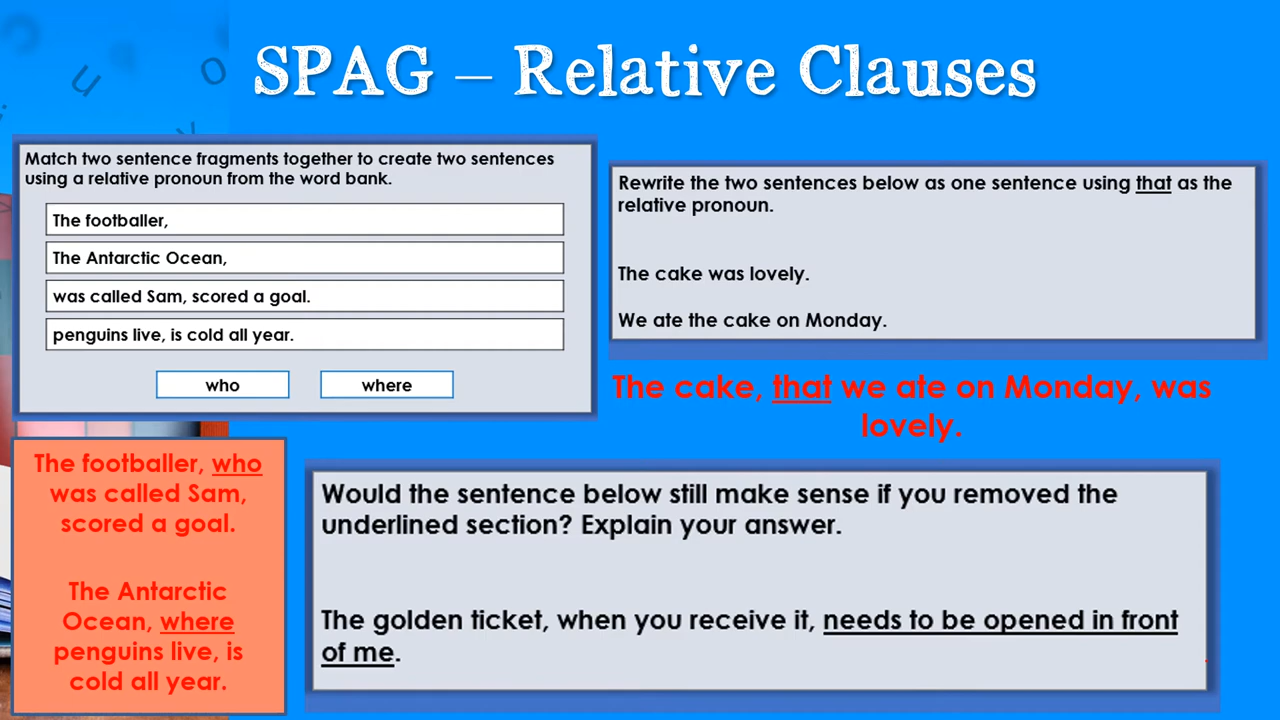 SPAG – Relative Clauses
Match two sentence fragments together to create two sentences
using a relative pronoun from the word bank.
The footballer,
The Antarctic Ocean,
was called Sam, scored a goal.
penguins live, is cold all year.
who where
Rewrite the two sentences below as one sentence using that as the
relative pronoun.
The cake was lovely.
We ate the cake on Monday.
The cake, that we ate on Monday, was
lovely.
The footballer, who
was called Sam,
scored a goal.
The Antarctic
Ocean, where
penguins live, is
cold all year.
Would the sentence below still make sense if you removed the
underlined section? Explain your answer.
The golden ticket, when you receive it, needs to be opened in front
of me.